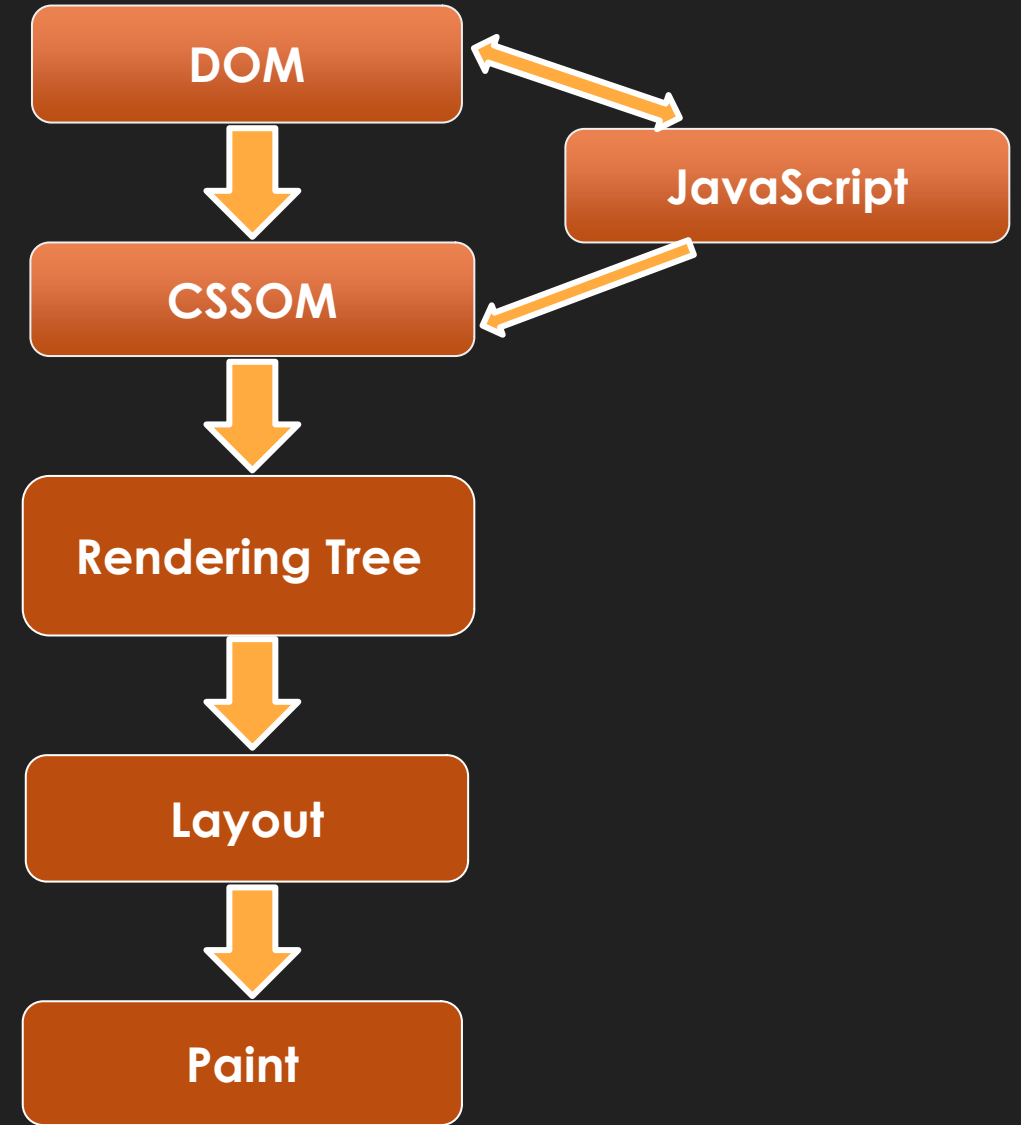 DOM
JavaScript
CSSOM
Rendering Tree
Layout
Paint